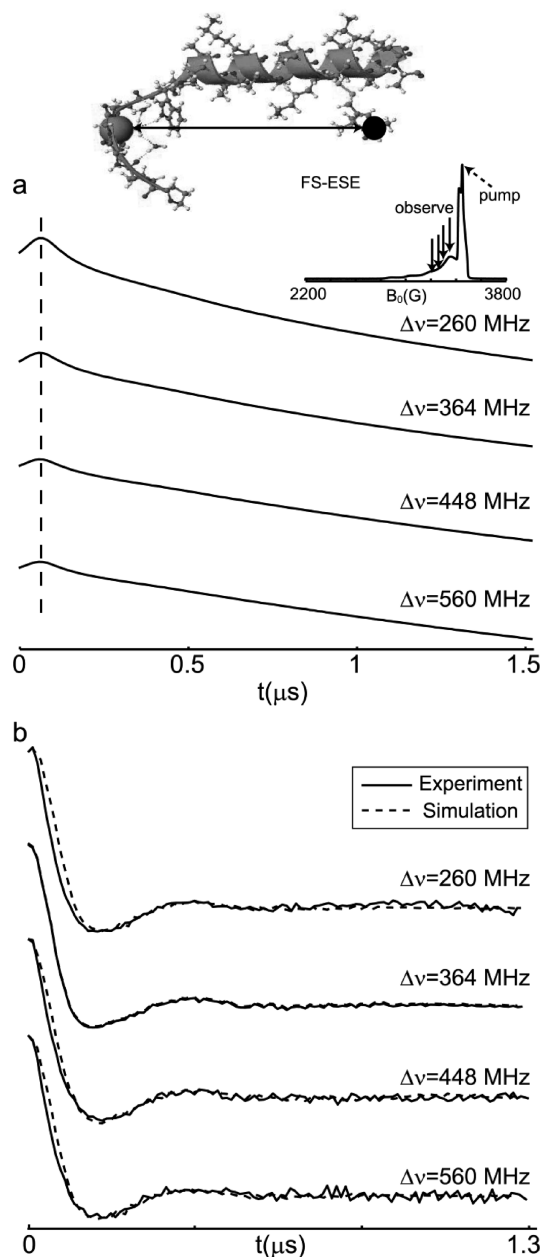 a
FS-ESE
observe
pump
2200
B₀(G)
3800
Δν=260 MHz
Δν=364 MHz
Δν=448 MHz
Δν=560 MHz
0
0.5
1
1.5
t(μs)
b
Experiment
Simulation
Δν=260 MHz
Δν=364 MHz
Δν=448 MHz
Δν=560 MHz
0
t(μs)
1.3